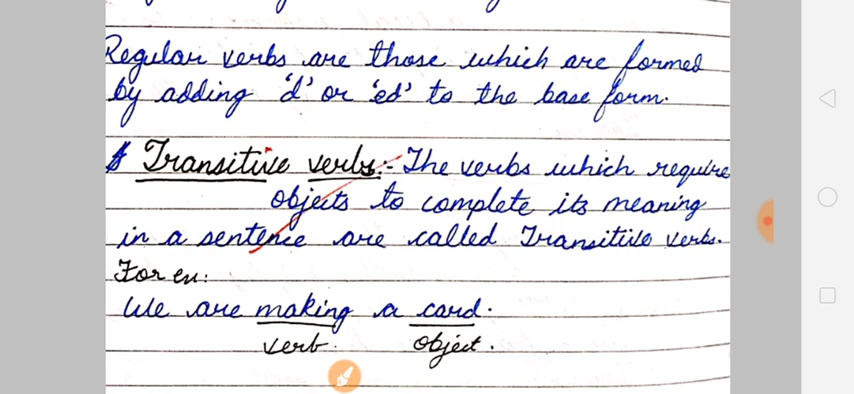 Regular verbs are those which are formed
by adding 'd' or 'ed' to the base form.
Transitive verbs:- The verbs which require
objects to complete its meaning
in a sentence are called Transitive verbs.
For ex:
We are making a card.
verb. object.